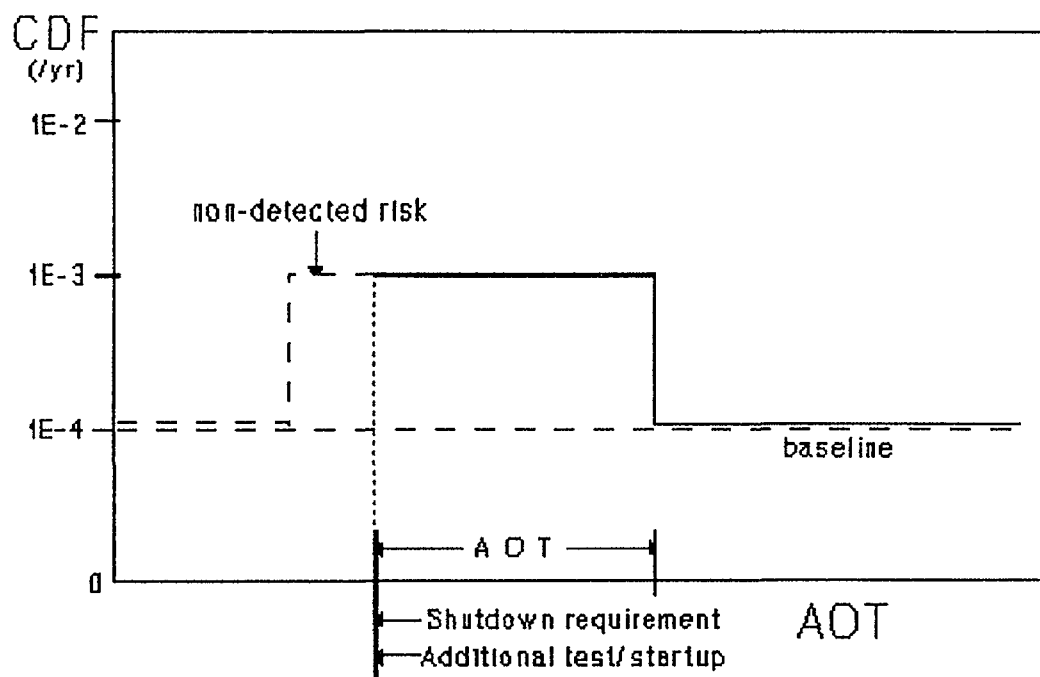 CDF
(/yr)
1E-2
non-detected risk
1E-3
1E-4
baseline
AOT
0
Shutdown requirement
AOT
Additional test/startup